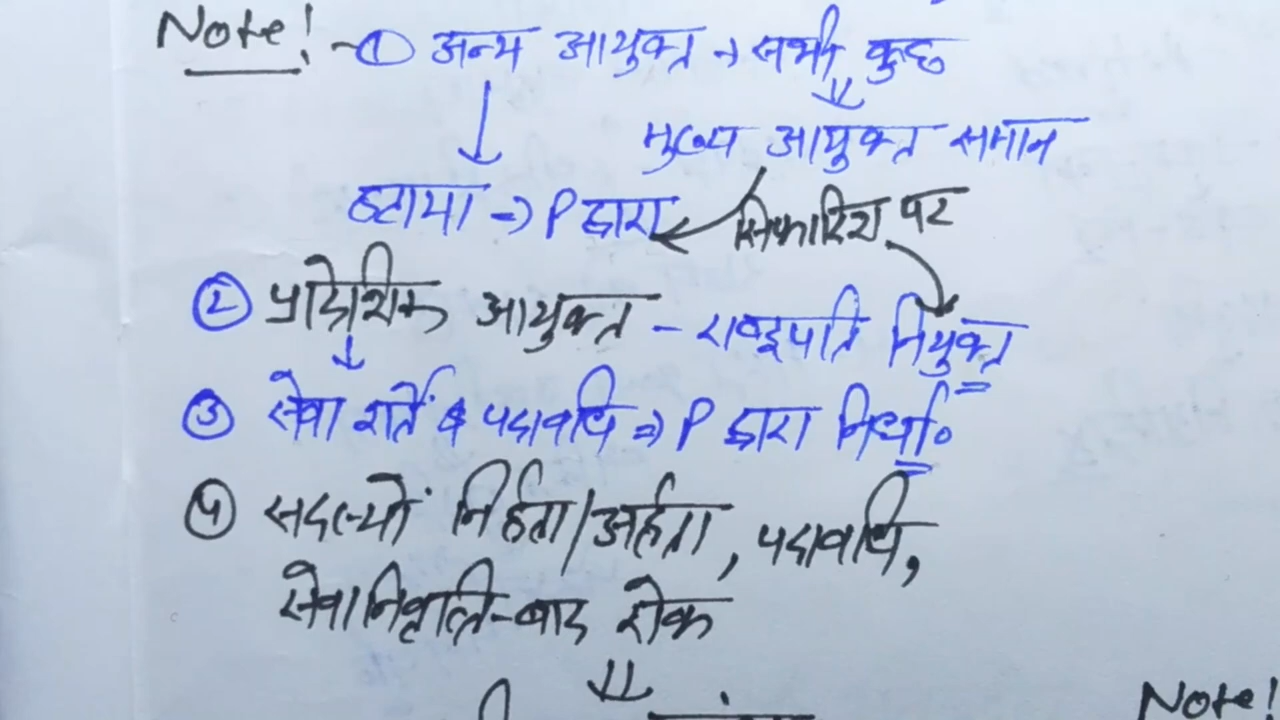 Note! - ① अन्य आयुक्त → सभी कुछ
मुख्य आयुक्त समान
हटाया → P द्वारा ← सिफारिश पर
② प्रादेशिक आयुक्त - राष्ट्रपति नियुक्त
③ सेवा शर्तें व पदावधि ⇒ P द्वारा निर्धा॰
④ सदस्यों निर्हता/अर्हता, पदावधि,
सेवानिवृत्ति-बाद रोक
Note!